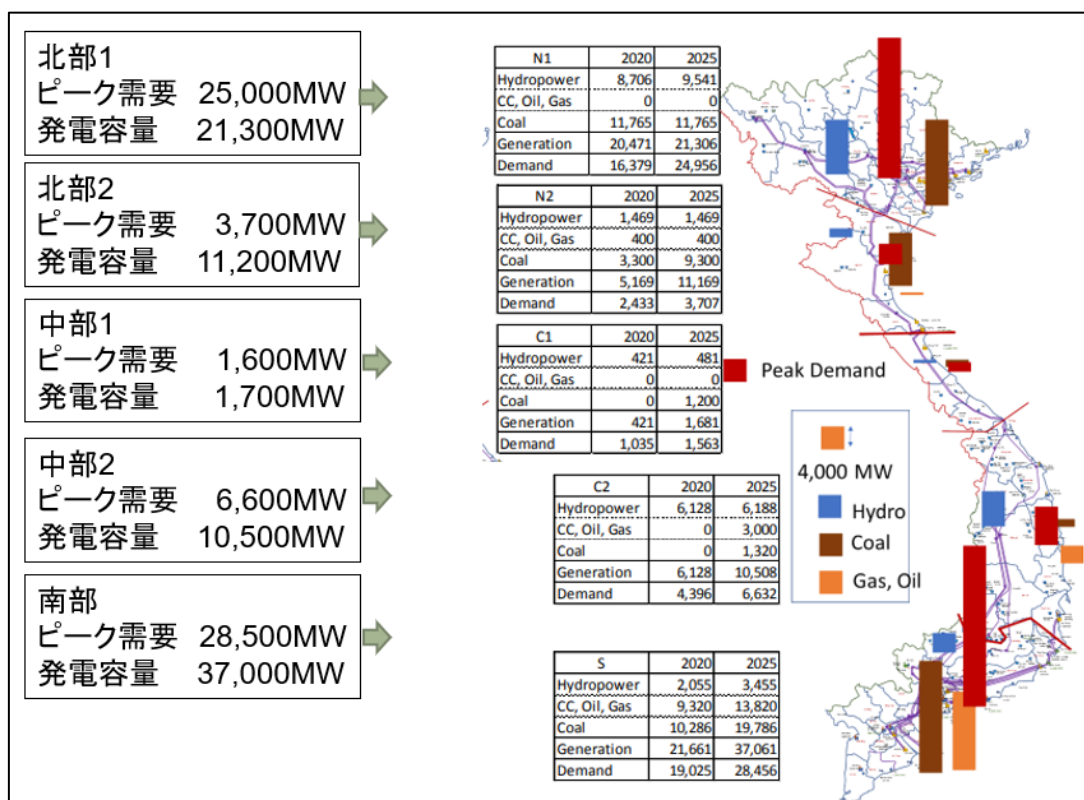 北部1
ピーク需要 25,000MW
発電容量 21,300MW
北部2
ピーク需要 3,700MW
発電容量 11,200MW
中部1
ピーク需要 1,600MW
発電容量 1,700MW
中部2
ピーク需要 6,600MW
発電容量 10,500MW
南部
ピーク需要 28,500MW
発電容量 37,000MW
N1 2020 2025
Hydropower 8,706 9,541
CC, Oil, Gas 0 0
Coal 11,765 11,765
Generation 20,471 21,306
Demand 16,379 24,956
N2 2020 2025
Hydropower 1,469 1,469
CC, Oil, Gas 400 400
Coal 3,300 9,300
Generation 5,169 11,169
Demand 2,433 3,707
C1 2020 2025
Hydropower 421 481
CC, Oil, Gas 0 0
Coal 0 1,200
Generation 421 1,681
Demand 1,035 1,563
C2 2020 2025
Hydropower 6,128 6,188
CC, Oil, Gas 0 3,000
Coal 0 1,320
Generation 6,128 10,508
Demand 4,396 6,632
S 2020 2025
Hydropower 2,055 3,455
CC, Oil, Gas 9,320 13,820
Coal 10,286 19,786
Generation 21,661 37,061
Demand 19,025 28,456
Peak Demand
4,000 MW
Hydro
Coal
Gas, Oil